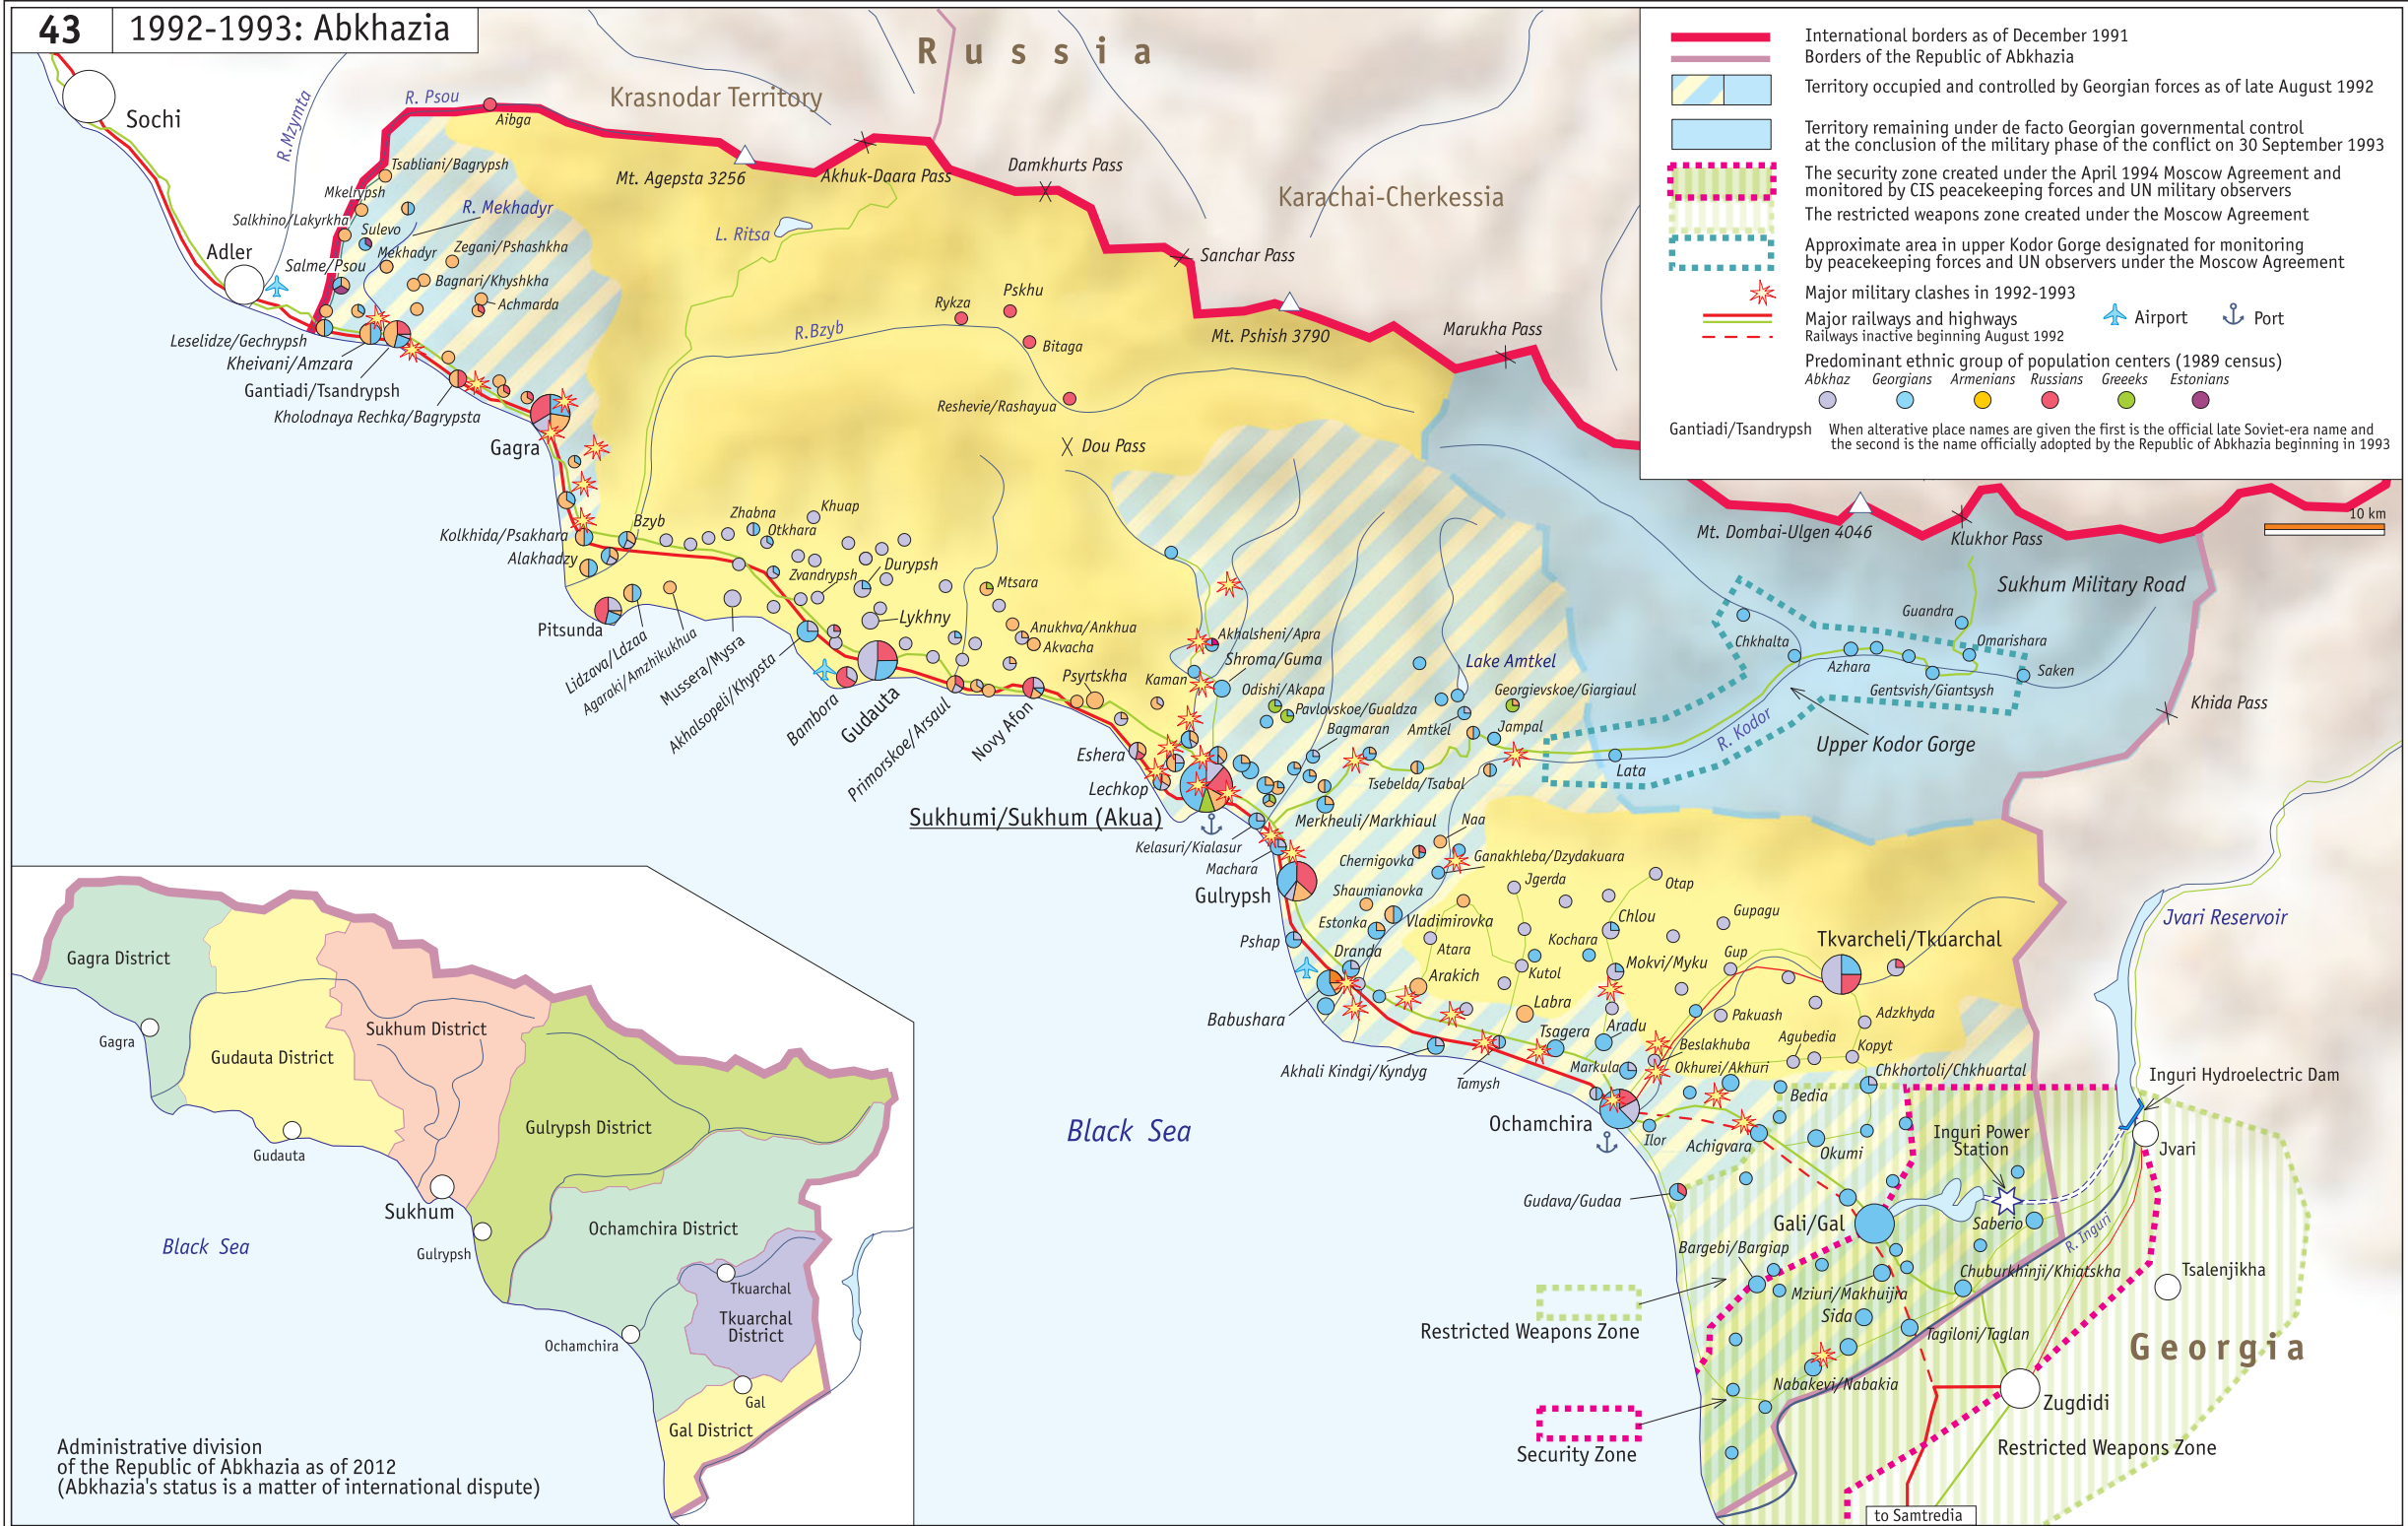 43
1992-1993: Abkhazia
Russia
Krasnodar Territory
Karachai-Cherkessia
Sochi
R.Mzymta
R. Psou
Aibga
Tsabliani/Bagrypsh
Mkelrypsh
Salkhino/Lakyrkha
Sulevo
R. Mekhadyr
Mekhadyr
Zegani/Pshashkha
Adler
Salme/Psou
Bagnari/Khyshkha
Achmarda
Leselidze/Gechrypsh
Kheivani/Amzara
Gantiadi/Tsandrypsh
Kholodnaya Rechka/Bagrypsta
Gagra
Mt. Agepsta 3256
Akhuk-Daara Pass
Damkhurts Pass
L. Ritsa
Sanchar Pass
Rykza
Pskhu
R.Bzyb
Bitaga
Mt. Pshish 3790
Marukha Pass
Reshevie/Rashayua
Dou Pass
International borders as of December 1991
Borders of the Republic of Abkhazia
Territory occupied and controlled by Georgian forces as of late August 1992
Territory remaining under de facto Georgian governmental control
at the conclusion of the military phase of the conflict on 30 September 1993
The security zone created under the April 1994 Moscow Agreement and
monitored by CIS peacekeeping forces and UN military observers
The restricted weapons zone created under the Moscow Agreement
Approximate area in upper Kodor Gorge designated for monitoring
by peacekeeping forces and UN observers under the Moscow Agreement
Major military clashes in 1992-1993
Major railways and highways
Airport
Port
Railways inactive beginning August 1992
Predominant ethnic group of population centers (1989 census)
Abkhaz Georgians Armenians Russians Greeeks Estonians
Gantiadi/Tsandrypsh
When alterative place names are given the first is the official late Soviet-era name and
the second is the name officially adopted by the Republic of Abkhazia beginning in 1993
10 km
Mt. Dombai-Ulgen 4046
Klukhor Pass
Sukhum Military Road
Kolkhida/Psakhara
Bzyb
Alakhadzy
Zhabna
Khuap
Otkhara
Zvandrypsh
Durypsh
Mtsara
Pitsunda
Lidzava/Ldzaa
Agaraki/Amzhikukhua
Mussera/Mysra
Akhalsopeli/Khypsta
Lykhny
Anukhva/Ankhua
Akvacha
Bambora
Gudauta
Primorskoe/Arsaul
Novy Afon
Psyrtskha
Eshera
Lechkop
Sukhumi/Sukhum (Akua)
Kaman
Akhalsheni/Apra
Shroma/Guma
Odishi/Akapa
Pavlovskoe/Gualdza
Bagmaran
Lake Amtkel
Georgievskoe/Giargiaul
Amtkel
Jampal
Tsebelda/Tsabal
Merkheuli/Markhiaul
Guandra
Chkhalta
Omarishara
Azhara
Saken
Gentsvish/Giantsysh
Khida Pass
R. Kodor
Upper Kodor Gorge
Lata
Kelasuri/Kialasur
Machara
Gulrypsh
Naa
Chernigovka
Ganakhleba/Dzydakuara
Shaumianovka
Estonka
Vladimirovka
Jgerda
Otap
Pshap
Dranda
Atara
Kochara
Chlou
Gupagu
Gup
Tkvarcheli/Tkuarchal
Jvari Reservoir
Arakich
Kutol
Mokvi/Myku
Babushara
Labra
Tsagera
Aradu
Pakuash
Adzkhyda
Beslakhuba
Agubedia
Kopyt
Akhali Kindgi/Kyndyg
Tamysh
Markula
Okhurei/Akhuri
Chkhortoli/Chkhuartal
Inguri Hydroelectric Dam
Bedia
Black Sea
Ochamchira
Ilor
Achigvara
Okumi
Inguri Power
Station
Jvari
Gudava/Gudaa
Gali/Gal
Saberio
R. Inguri
Bargebi/Bargiap
Chuburkhinji/Khiatskha
Tsalenjikha
Mziuri/Makhuijra
Sida
Restricted Weapons Zone
Tagiloni/Taglan
Georgia
Nabakevi/Nabakia
Zugdidi
Security Zone
Restricted Weapons Zone
to Samtredia
Gagra District
Sukhum District
Gagra
Gudauta District
Gulrypsh District
Gudauta
Sukhum
Ochamchira District
Black Sea
Gulrypsh
Tkuarchal
Tkuarchal
District
Ochamchira
Gal
Gal District
Administrative division
of the Republic of Abkhazia as of 2012
(Abkhazia's status is a matter of international dispute)